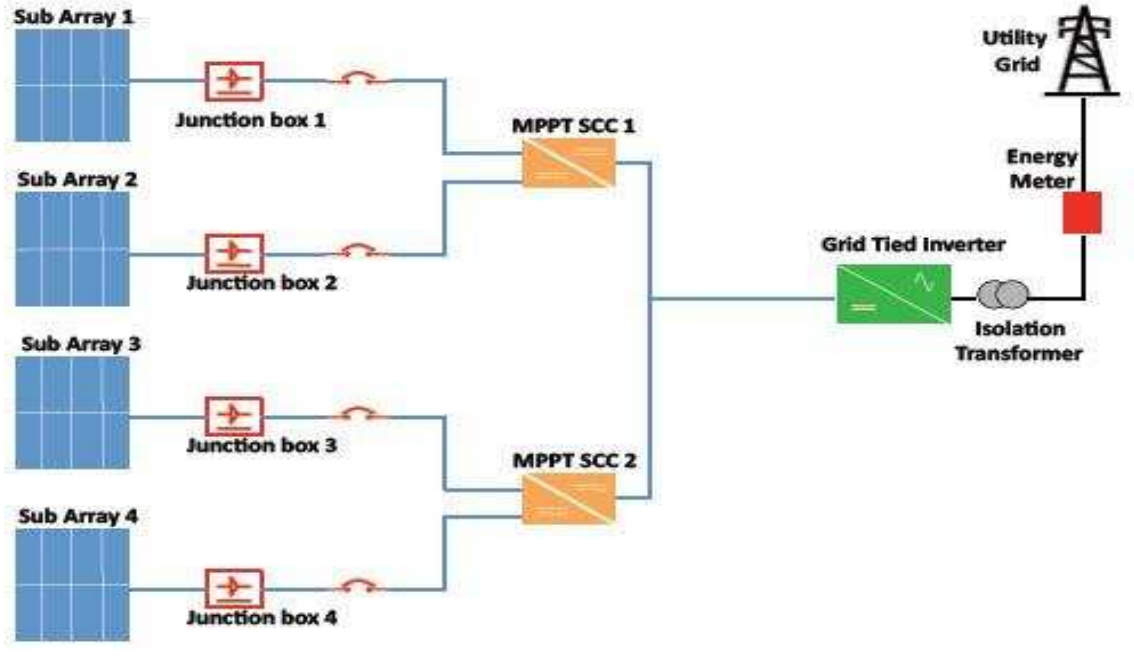 Sub Array 1
Junction box 1
Sub Array 2
Junction box 2
Sub Array 3
Junction box 3
Sub Array 4
Junction box 4
MPPT SCC 1
MPPT SCC 2
Grid Tied Inverter
Isolation
Transformer
Energy
Meter
Utility
Grid